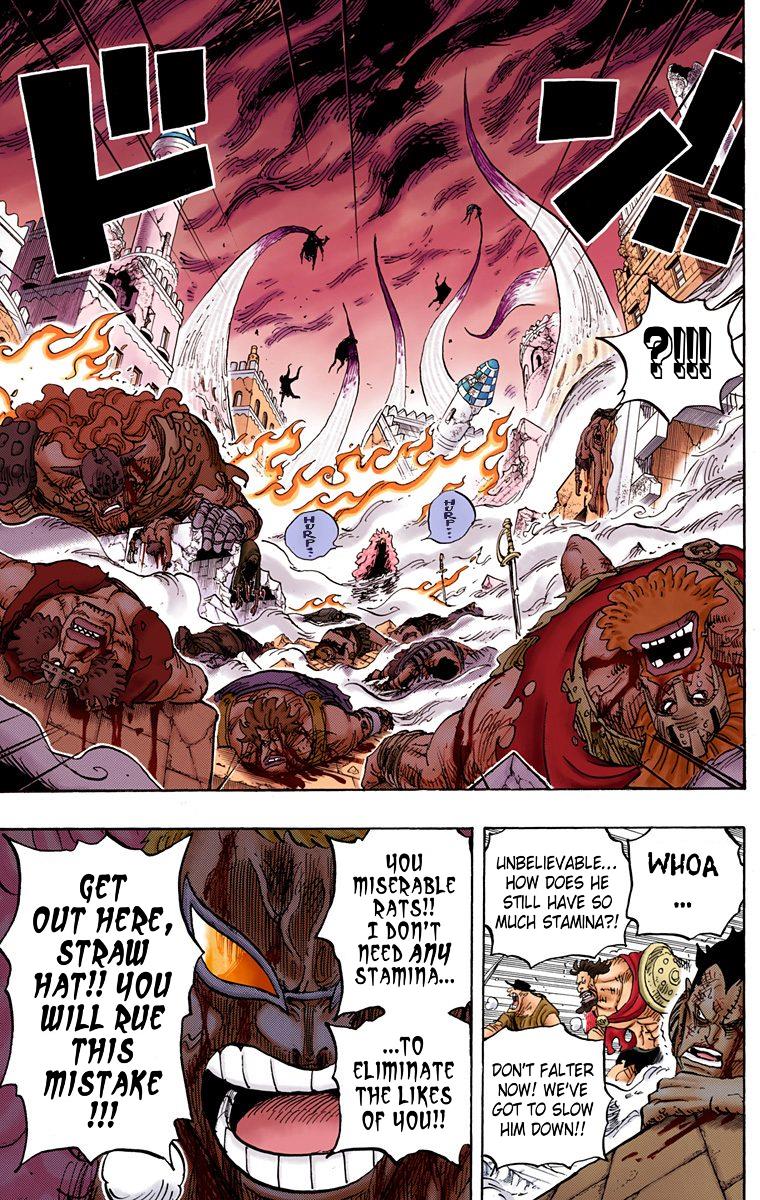 ドン!!
?!!!
HURF...
HURF...
WHOA
...
UNBELIEVABLE...
HOW DOES HE
STILL HAVE SO
MUCH STAMINA?!
DON'T FALTER
NOW! WE'VE
GOT TO SLOW
HIM DOWN!!
YOU
MISERABLE
RATS!!
I DON'T
NEED ANY
STAMINA...
...TO
ELIMINATE
THE LIKES
OF YOU!!
GET
OUT HERE,
STRAW
HAT!! YOU
WILL RUE
THIS
MISTAKE
!!!